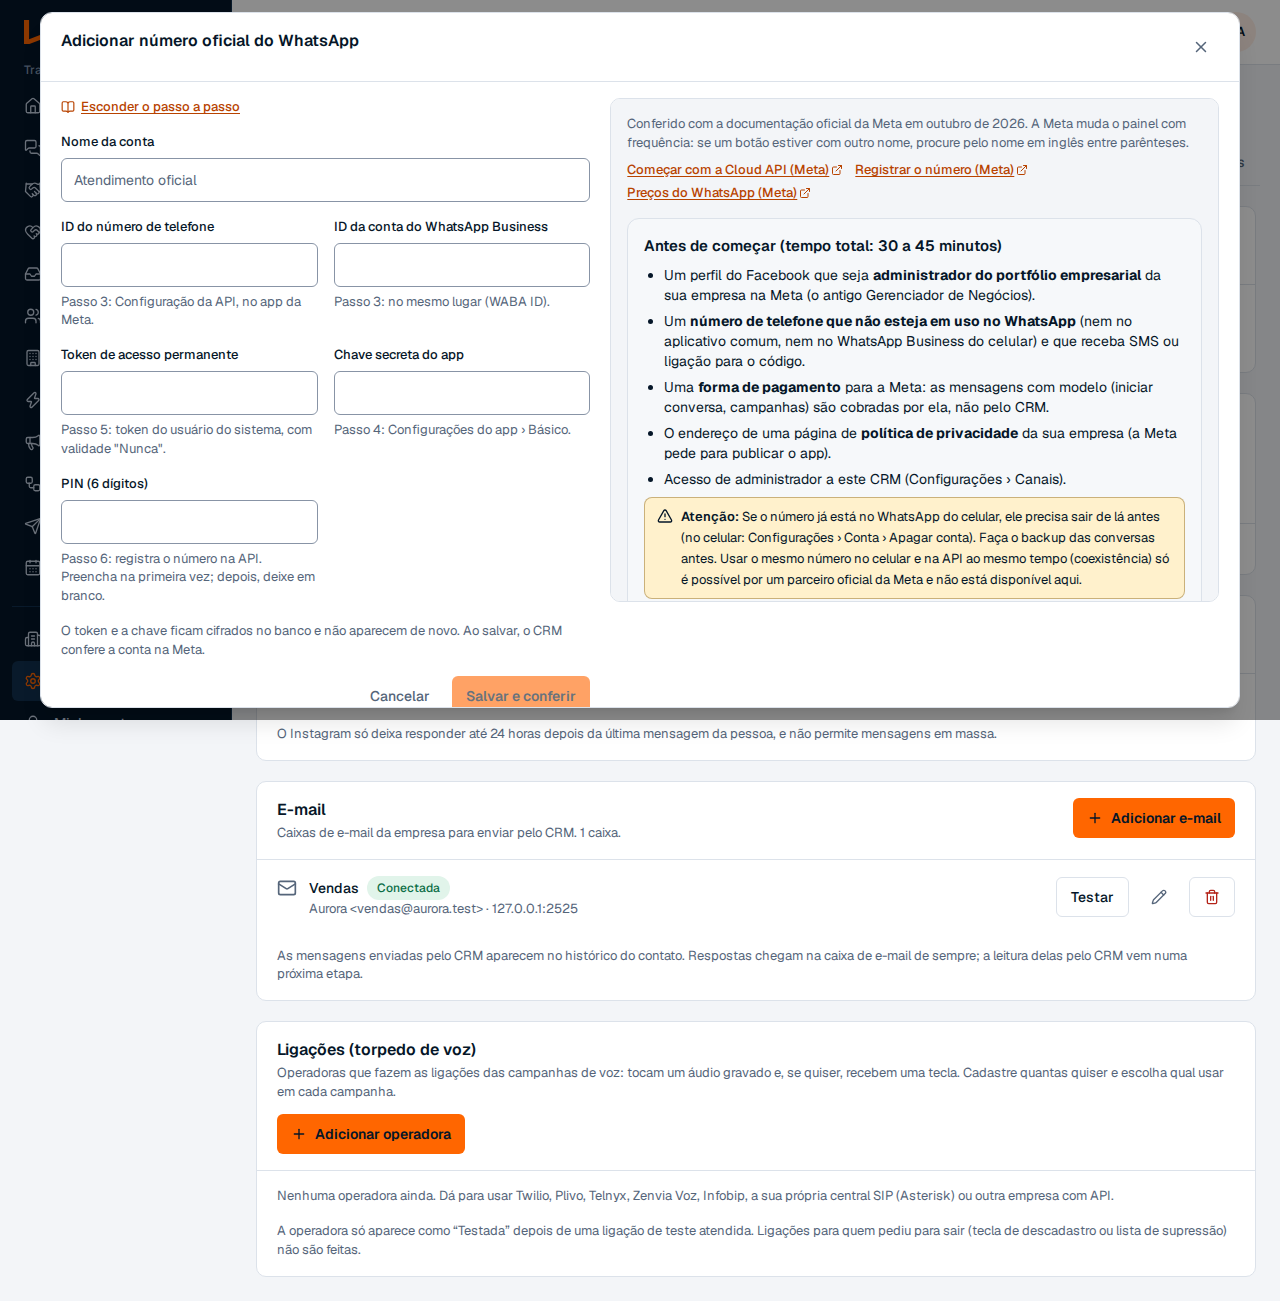 Adicionar número oficial do WhatsApp
Esconder o passo a passo
Nome da conta
Atendimento oficial
ID do número de telefone
Passo 3: Configuração da API, no app da
Meta.
ID da conta do WhatsApp Business
Passo 3: no mesmo lugar (WABA ID).
Token de acesso permanente
Passo 5: token do usuário do sistema, com
validade "Nunca".
Chave secreta do app
Passo 4: Configurações do app › Básico.
PIN (6 dígitos)
Passo 6: registra o número na API.
Preencha na primeira vez; depois, deixe em
branco.
O token e a chave ficam cifrados no banco e não aparecem de novo. Ao salvar, o CRM
confere a conta na Meta.
Cancelar
Salvar e conferir
Conferido com a documentação oficial da Meta em outubro de 2026. A Meta muda o painel com
frequência: se um botão estiver com outro nome, procure pelo nome em inglês entre parênteses.
Começar com a Cloud API (Meta) Registrar o número (Meta)
Preços do WhatsApp (Meta)
Antes de começar (tempo total: 30 a 45 minutos)
• Um perfil do Facebook que seja administrador do portfólio empresarial da
sua empresa na Meta (o antigo Gerenciador de Negócios).
• Um número de telefone que não esteja em uso no WhatsApp (nem no
aplicativo comum, nem no WhatsApp Business do celular) e que receba SMS ou
ligação para o código.
• Uma forma de pagamento para a Meta: as mensagens com modelo (iniciar
conversa, campanhas) são cobradas por ela, não pelo CRM.
• O endereço de uma página de política de privacidade da sua empresa (a Meta
pede para publicar o app).
• Acesso de administrador a este CRM (Configurações › Canais).
Atenção: Se o número já está no WhatsApp do celular, ele precisa sair de lá antes
(no celular: Configurações › Conta › Apagar conta). Faça o backup das conversas
antes. Usar o mesmo número no celular e na API ao mesmo tempo (coexistência) só
é possível por um parceiro oficial da Meta e não está disponível aqui.
O Instagram só deixa responder até 24 horas depois da última mensagem da pessoa, e não permite mensagens em massa.
E-mail
Caixas de e-mail da empresa para enviar pelo CRM. 1 caixa.
Adicionar e-mail
Vendas Conectada
Aurora <vendas@aurora.test> · 127.0.0.1:2525
Testar
As mensagens enviadas pelo CRM aparecem no histórico do contato. Respostas chegam na caixa de e-mail de sempre; a leitura delas pelo CRM vem numa
próxima etapa.
Ligações (torpedo de voz)
Operadoras que fazem as ligações das campanhas de voz: tocam um áudio gravado e, se quiser, recebem uma tecla. Cadastre quantas quiser e escolha qual usar
em cada campanha.
Adicionar operadora
Nenhuma operadora ainda. Dá para usar Twilio, Plivo, Telnyx, Zenvia Voz, Infobip, a sua própria central SIP (Asterisk) ou outra empresa com API.
A operadora só aparece como “Testada” depois de uma ligação de teste atendida. Ligações para quem pediu para sair (tecla de descadastro ou lista de supressão)
não são feitas.